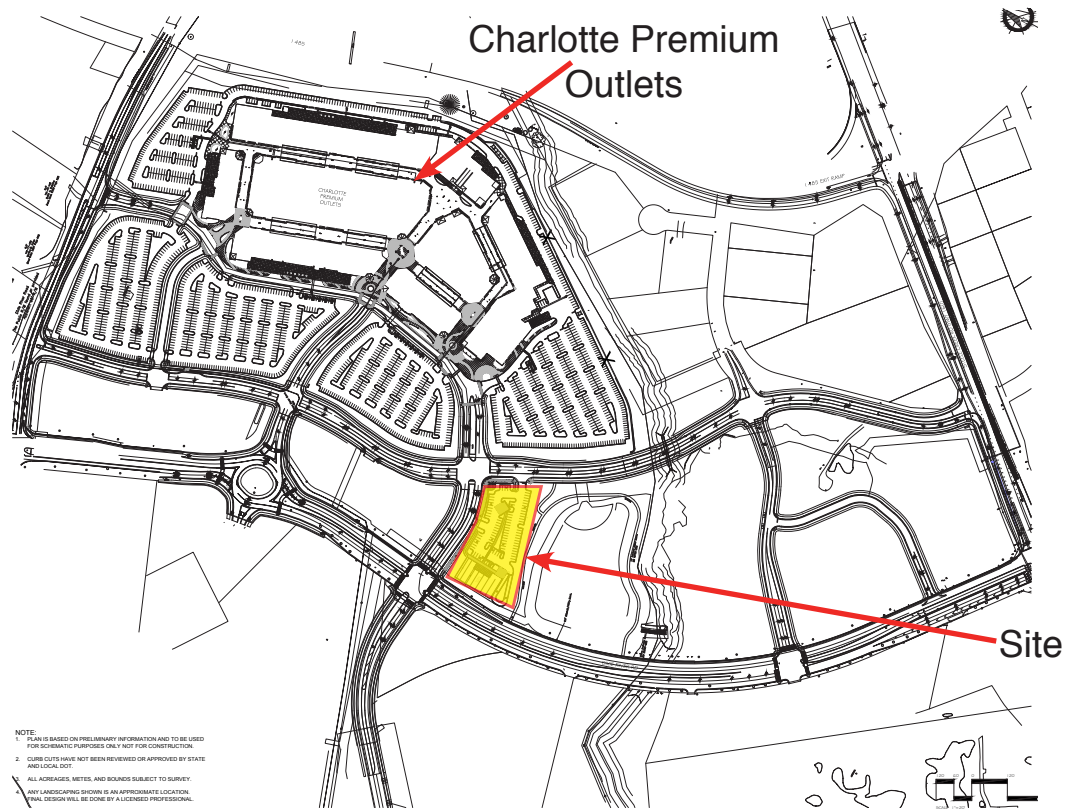 Charlotte Premium
Outlets
I 485
CHARLOTTE
PREMIUM
OUTLETS
I 485 EXIT RAMP
Site
NOTE:
1. PLAN IS BASED ON PRELIMINARY INFORMATION AND TO BE USED
FOR SCHEMATIC PURPOSES ONLY NOT FOR CONSTRUCTION.
2. CURB CUTS HAVE NOT BEEN REVIEWED OR APPROVED BY STATE
AND LOCAL DOT.
3. ALL ACREAGES, METES, AND BOUNDS SUBJECT TO SURVEY.
4. ANY LANDSCAPING SHOWN IS AN APPROXIMATE LOCATION.
FINAL DESIGN WILL BE DONE BY A LICENSED PROFESSIONAL.